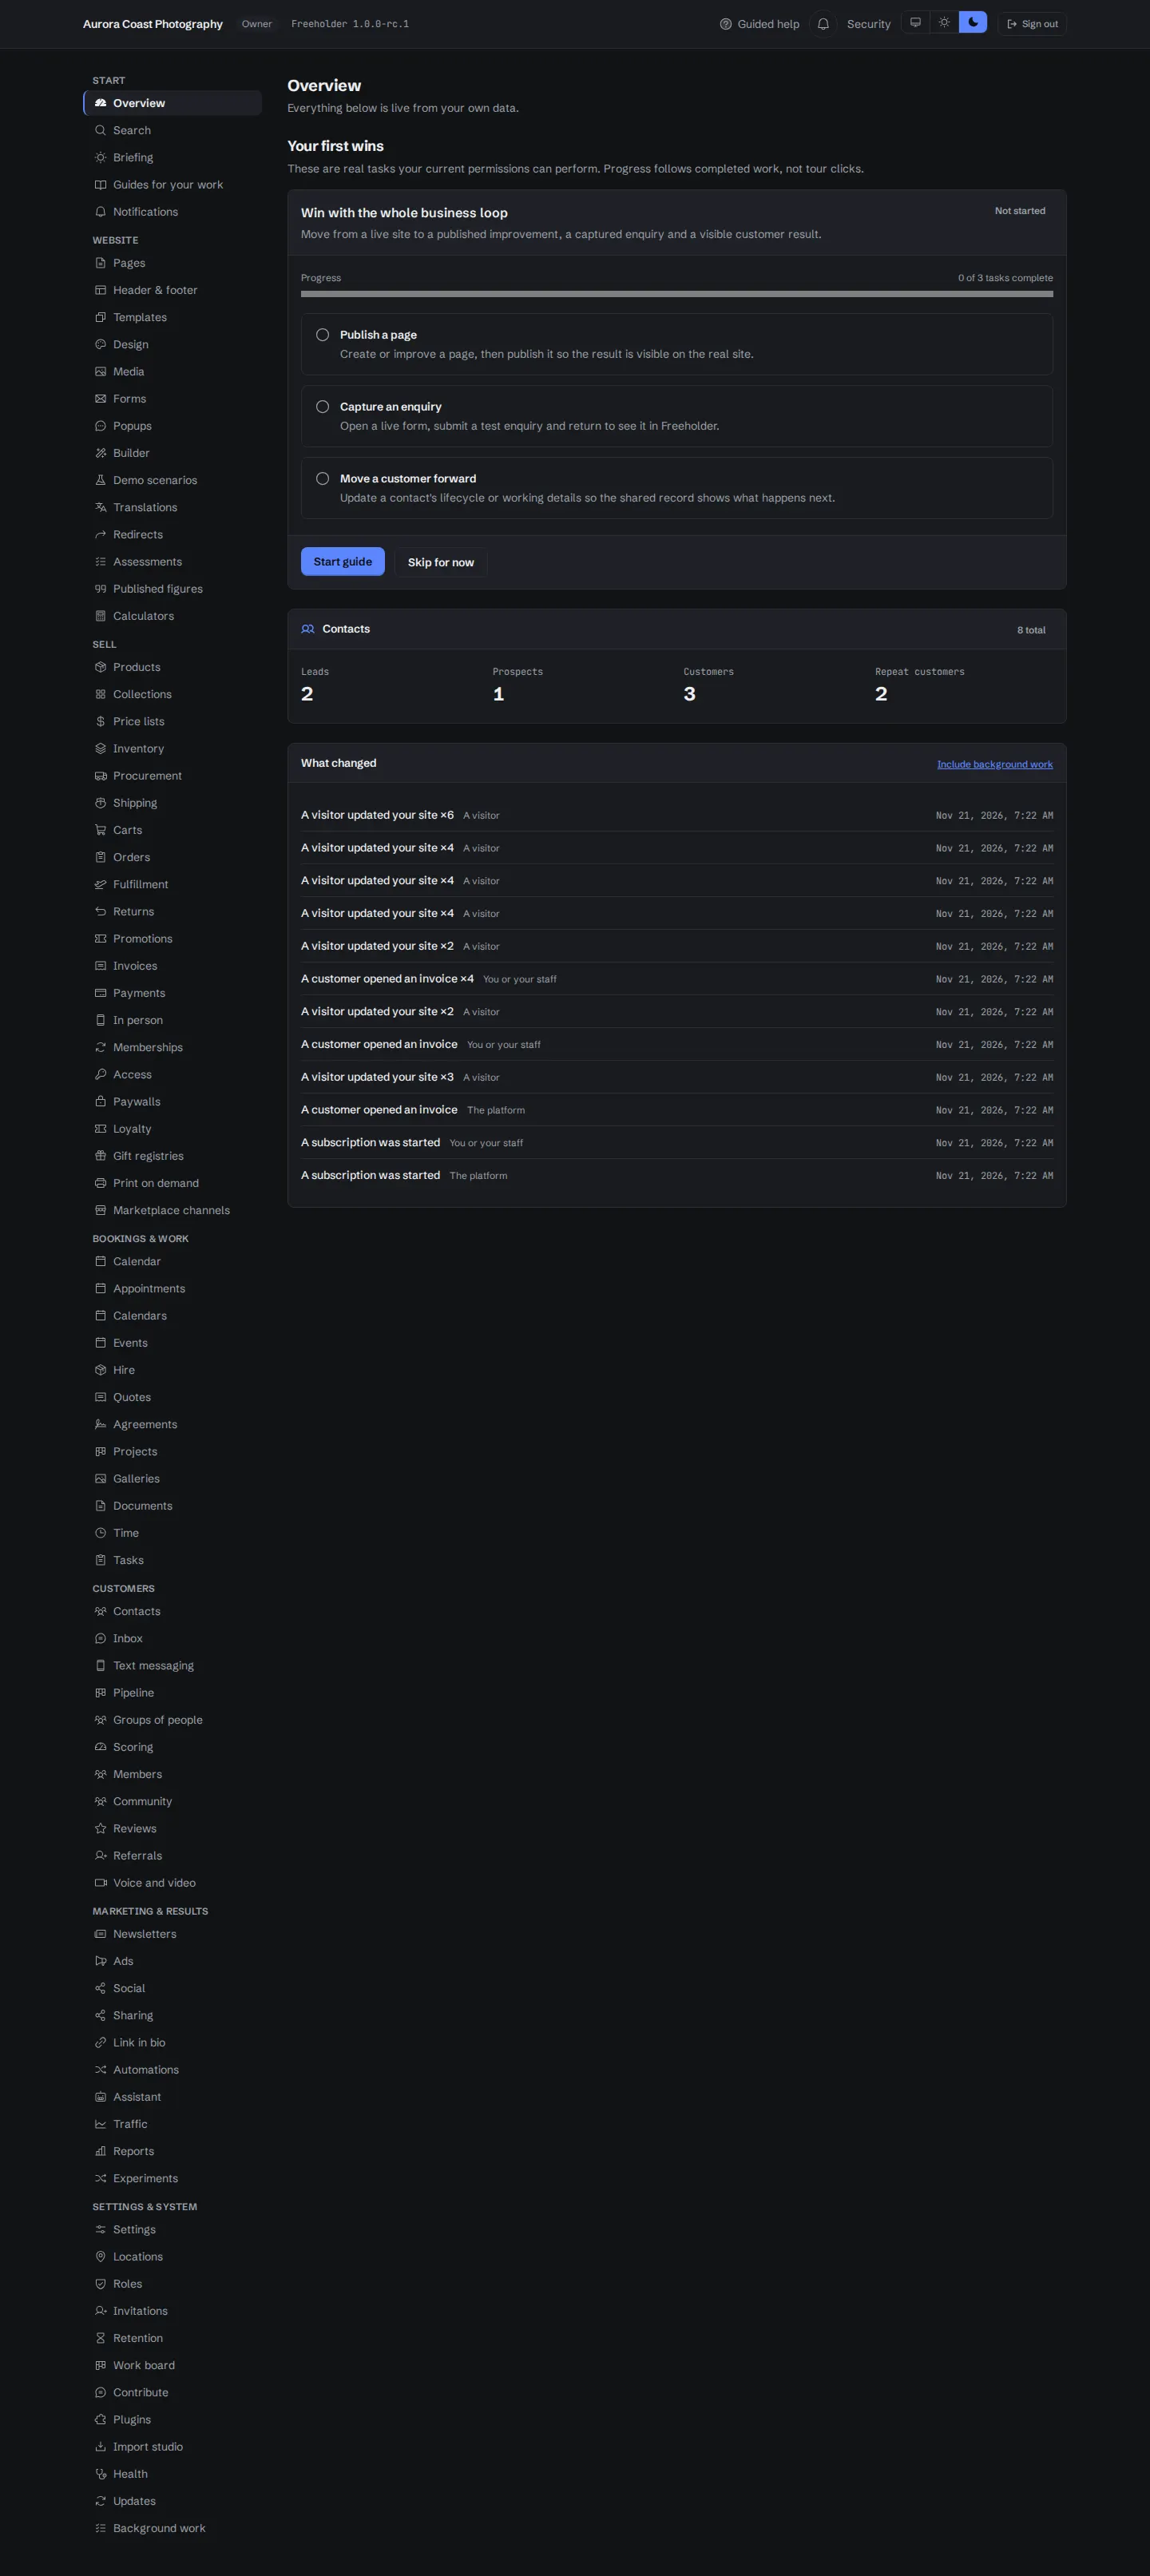 Aurora Coast Photography Owner Freeholder 1.0.0-rc.1 Guided help Security Sign out
START
Overview
Search
Briefing
Guides for your work
Notifications
WEBSITE
Pages
Header & footer
Templates
Design
Media
Forms
Popups
Builder
Demo scenarios
Translations
Redirects
Assessments
Published figures
Calculators
SELL
Products
Collections
Price lists
Inventory
Procurement
Shipping
Carts
Orders
Fulfillment
Returns
Promotions
Invoices
Payments
In person
Memberships
Access
Paywalls
Loyalty
Gift registries
Print on demand
Marketplace channels
BOOKINGS & WORK
Calendar
Appointments
Calendars
Events
Hire
Quotes
Agreements
Projects
Galleries
Documents
Time
Tasks
CUSTOMERS
Contacts
Inbox
Text messaging
Pipeline
Groups of people
Scoring
Members
Community
Reviews
Referrals
Voice and video
MARKETING & RESULTS
Newsletters
Ads
Social
Sharing
Link in bio
Automations
Assistant
Traffic
Reports
Experiments
SETTINGS & SYSTEM
Settings
Locations
Roles
Invitations
Retention
Work board
Contribute
Plugins
Import studio
Health
Updates
Background work
Overview
Everything below is live from your own data.
Your first wins
These are real tasks your current permissions can perform. Progress follows completed work, not tour clicks.
Win with the whole business loop Not started
Move from a live site to a published improvement, a captured enquiry and a visible customer result.
Progress 0 of 3 tasks complete
Publish a page
Create or improve a page, then publish it so the result is visible on the real site.
Capture an enquiry
Open a live form, submit a test enquiry and return to see it in Freeholder.
Move a customer forward
Update a contact's lifecycle or working details so the shared record shows what happens next.
Start guide Skip for now
Contacts 8 total
Leads Prospects Customers Repeat customers
2 1 3 2
What changed Include background work
A visitor updated your site ×6 A visitor Nov 21, 2026, 7:22 AM
A visitor updated your site ×4 A visitor Nov 21, 2026, 7:22 AM
A visitor updated your site ×4 A visitor Nov 21, 2026, 7:22 AM
A visitor updated your site ×4 A visitor Nov 21, 2026, 7:22 AM
A visitor updated your site ×2 A visitor Nov 21, 2026, 7:22 AM
A customer opened an invoice ×4 You or your staff Nov 21, 2026, 7:22 AM
A visitor updated your site ×2 A visitor Nov 21, 2026, 7:22 AM
A customer opened an invoice You or your staff Nov 21, 2026, 7:22 AM
A visitor updated your site ×3 A visitor Nov 21, 2026, 7:22 AM
A customer opened an invoice The platform Nov 21, 2026, 7:22 AM
A subscription was started You or your staff Nov 21, 2026, 7:22 AM
A subscription was started The platform Nov 21, 2026, 7:22 AM